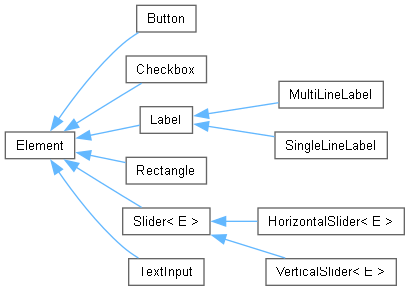 Button
Checkbox
MultiLineLabel
Label
Element
SingleLineLabel
Rectangle
Slider< E >
HorizontalSlider< E >
TextInput
VerticalSlider< E >